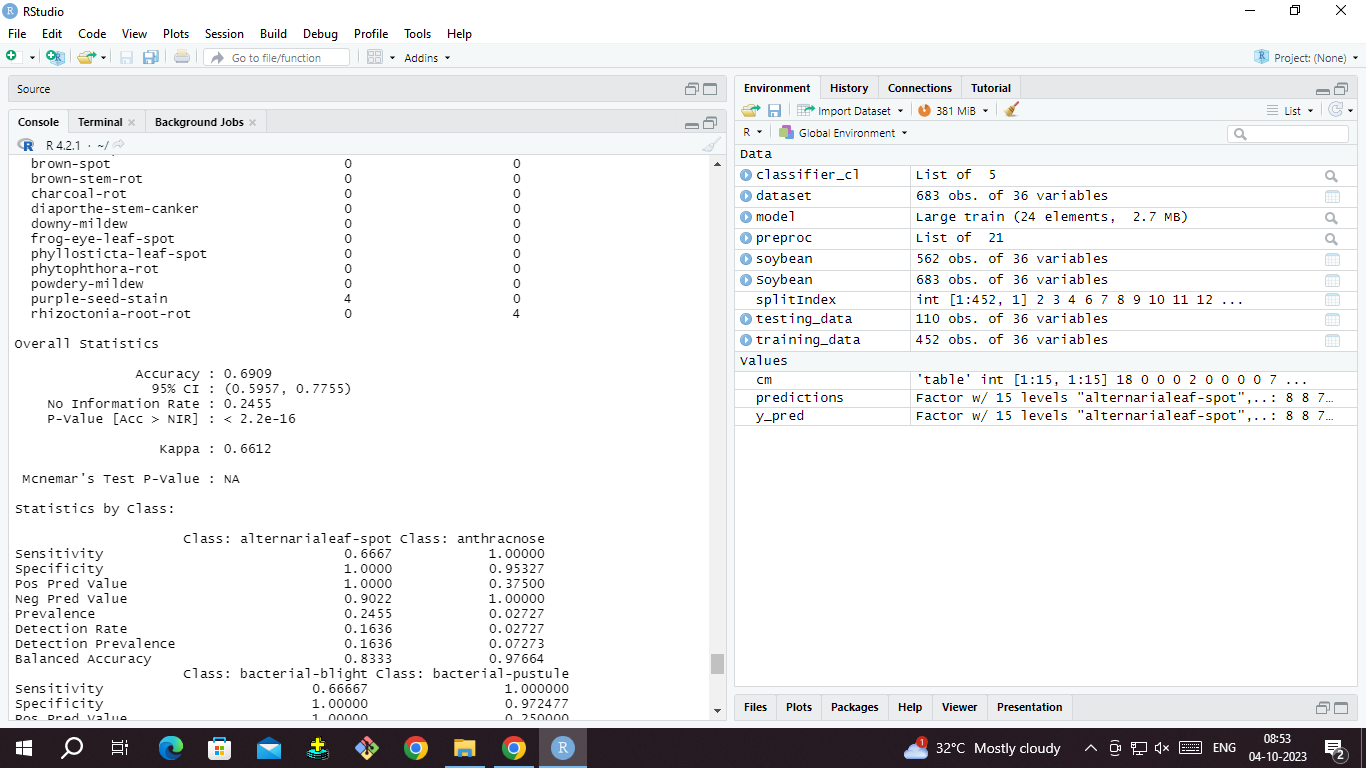 RStudio
File Edit Code View Plots Session Build Debug Profile Tools Help
Go to file/function Addins Project: (None)
Source
Console Terminal Background Jobs
R 4.2.1 · ~/
brown-spot 0 0
brown-stem-rot 0 0
charcoal-rot 0 0
diaporthe-stem-canker 0 0
downy-mildew 0 0
frog-eye-leaf-spot 0 0
phyllosticta-leaf-spot 0 0
phytophthora-rot 0 0
powdery-mildew 0 0
purple-seed-stain 4 0
rhizoctonia-root-rot 0 4
Overall Statistics
Accuracy : 0.6909
95% CI : (0.5957, 0.7755)
No Information Rate : 0.2455
P-Value [Acc > NIR] : < 2.2e-16
Kappa : 0.6612
Mcnemar's Test P-Value : NA
Statistics by Class:
Class: alternarialeaf-spot Class: anthracnose
Sensitivity 0.6667 1.00000
Specificity 1.0000 0.95327
Pos Pred Value 1.0000 0.37500
Neg Pred Value 0.9022 1.00000
Prevalence 0.2455 0.02727
Detection Rate 0.1636 0.02727
Detection Prevalence 0.1636 0.07273
Balanced Accuracy 0.8333 0.97664
Class: bacterial-blight Class: bacterial-pustule
Sensitivity 0.66667 1.000000
Specificity 1.00000 0.972477
Pos Pred Value 1.00000 0.250000
Environment History Connections Tutorial
Import Dataset 381 MiB List
R Global Environment
Data
classifier_cl List of 5
dataset 683 obs. of 36 variables
model Large train (24 elements, 2.7 MB)
preproc List of 21
soybean 562 obs. of 36 variables
Soybean 683 obs. of 36 variables
splitIndex int [1:452, 1] 2 3 4 6 7 8 9 10 11 12 ...
testing_data 110 obs. of 36 variables
training_data 452 obs. of 36 variables
Values
cm 'table' int [1:15, 1:15] 18 0 0 0 2 0 0 0 0 7 ...
predictions Factor w/ 15 levels "alternarialeaf-spot",..: 8 8 7…
y_pred Factor w/ 15 levels "alternarialeaf-spot",..: 8 8 7…
Files Plots Packages Help Viewer Presentation
1 32°C Mostly cloudy ENG 08:53
04-10-2023 2